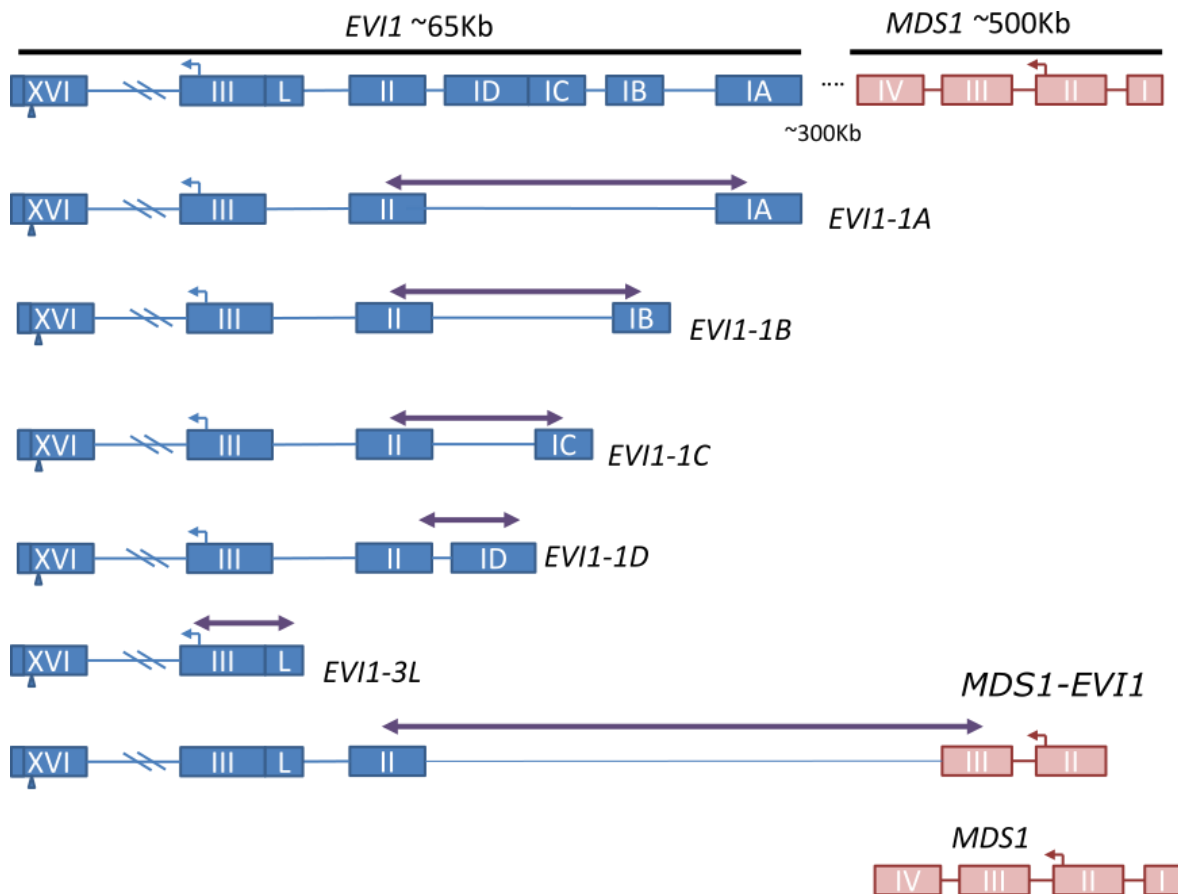 EVI1 ~65Kb MDS1 ~500Kb
XVI III L II ID IC IB IA .... IV III II I
~300Kb
XVI III II IA EVI1-1A
XVI III II IB EVI1-1B
XVI III II IC EVI1-1C
XVI III II ID EVI1-1D
XVI III L EVI1-3L
MDS1-EVI1
XVI III L II III II
MDS1
IV III II I